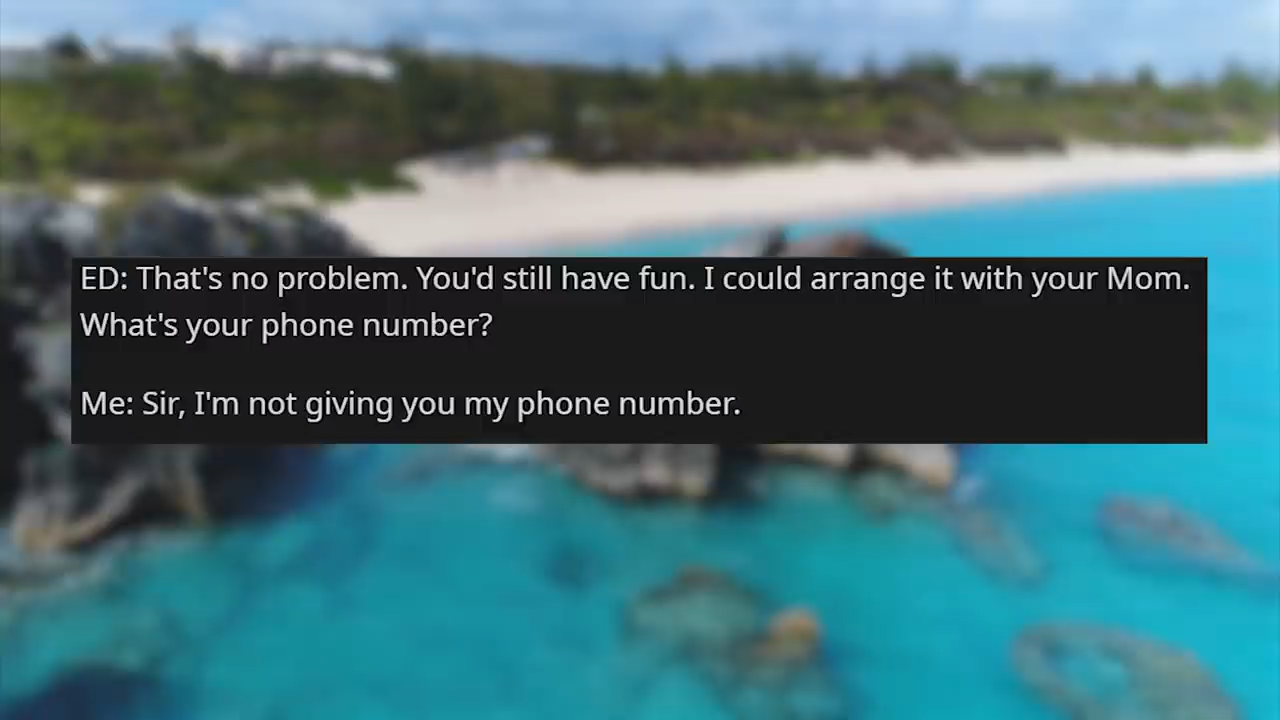 ED: That's no problem. You'd still have fun. I could arrange it with your Mom.
What's your phone number?
Me: Sir, I'm not giving you my phone number.